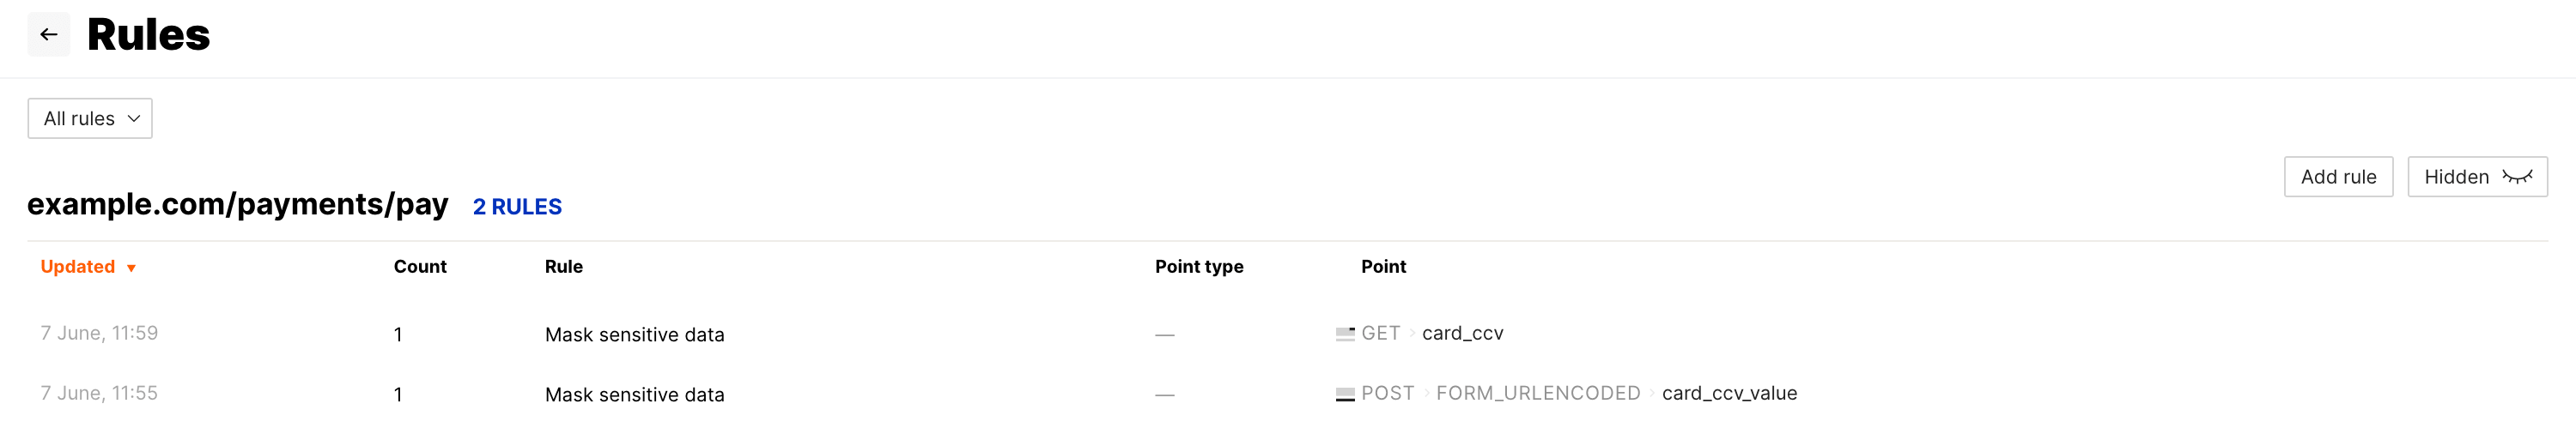 Rules
All rules
Add rule Hidden
example.com/payments/pay 2 RULES
Updated Count Rule Point type Point
7 June, 11:59 1 Mask sensitive data — GET card_ccv
7 June, 11:55 1 Mask sensitive data — POST FORM_URLENCODED card_ccv_value